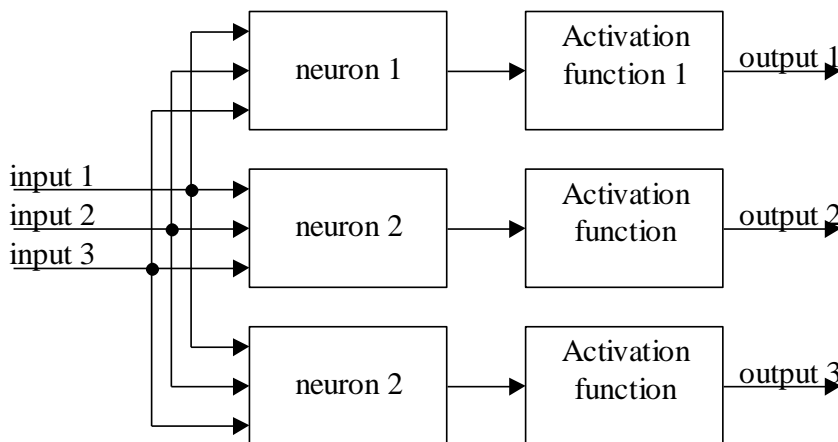 neuron 1
Activation
function 1
output 1
input 1
input 2
input 3
neuron 2
Activation
function
output 2
neuron 2
Activation
function
output 3